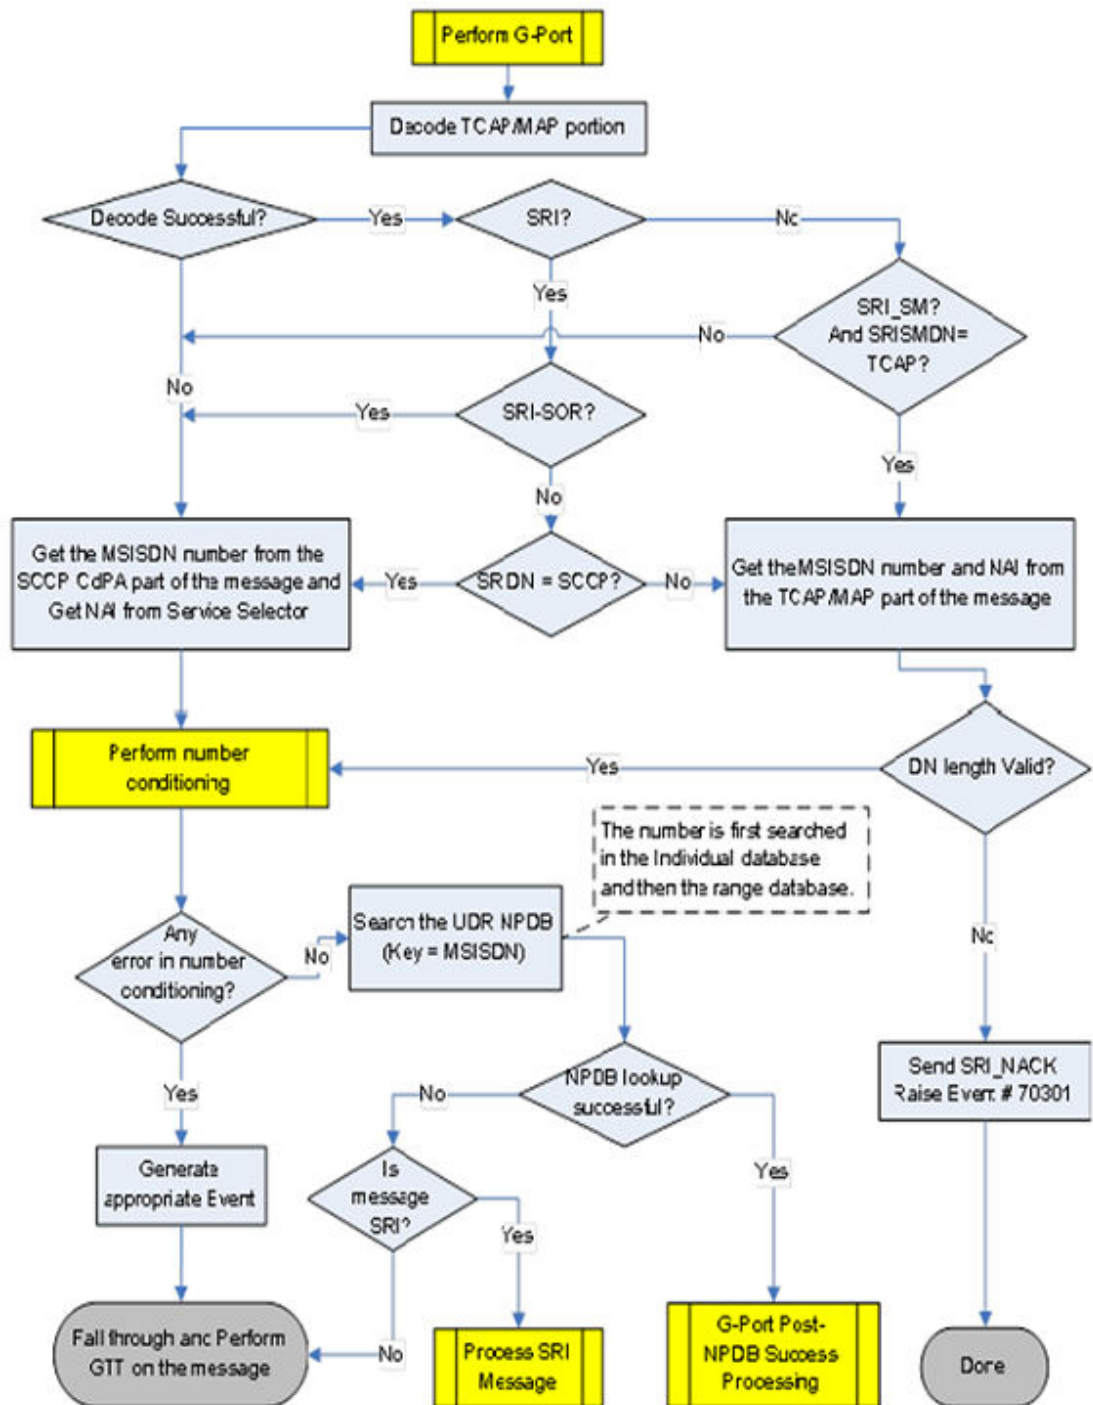 Perform G-Port
Decode TCAP/MAP portion
Decode Successful?
Yes
SRI?
No
Yes
SRI_SM?
And SRISMDN=
TCAP?
No
No
SRI-SOR?
Yes
Yes
No
Get the MSISDN number from the
SCCP CdPA part of the message and
Get NAI from Service Selector
Yes
SRIDN = SCCP?
No
Get the MSISDN number and NAI from
the TCAP/MAP part of the message
Perform number
conditioning
Yes
DN length Valid?
The number is first searched
in the Individual database
and then the range database.
Any
error in number
conditioning?
No
Search the UDR NPDB
(Key = MSISDN)
No
Yes
No
NPDB lookup
successful?
Send SRI_NACK
Raise Event # 70301
Generate
appropriate Event
Is
message
SRI?
Yes
Yes
Fall through and Perform
GTT on the message
No
Process SRI
Message
G-Port Post-
NPDB Success
Processing
Done